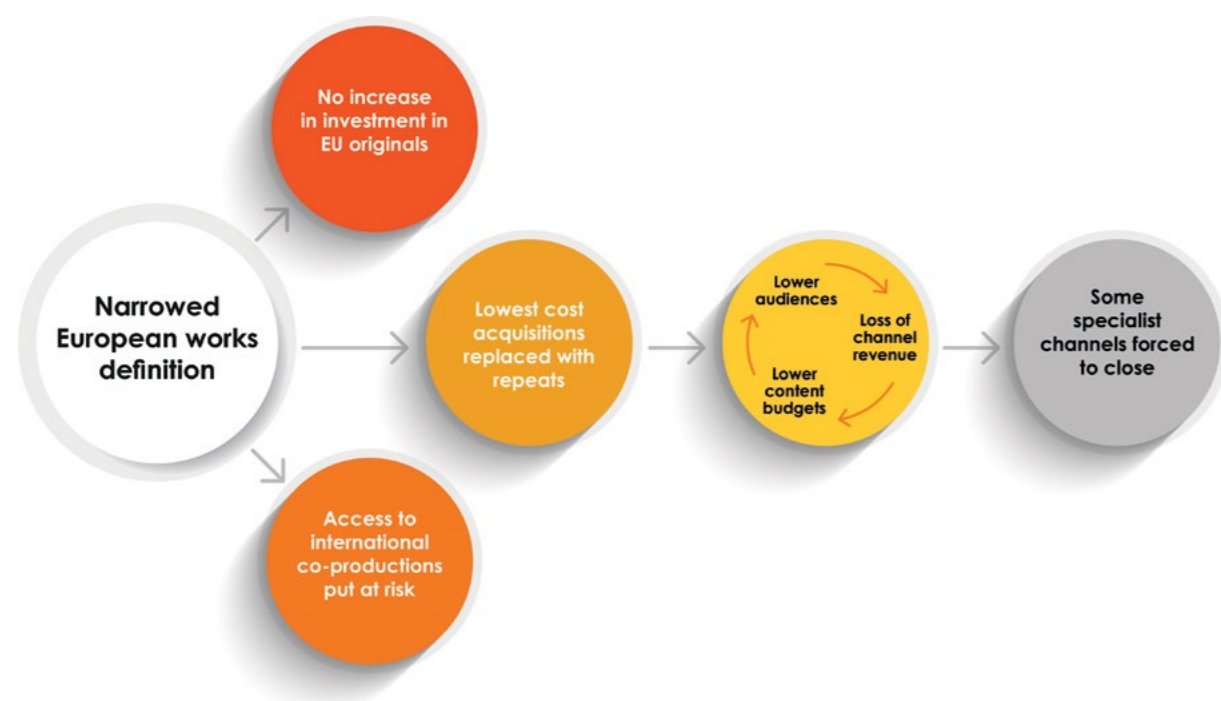 No increase
in investment in
EU originals
Narrowed
European works
definition
Lowest cost
acquisitions
replaced with
repeats
Lower
audiences
Loss of
channel
revenue
Lower
content
budgets
Some
specialist
channels forced
to close
Access to
international
co-productions
put at risk